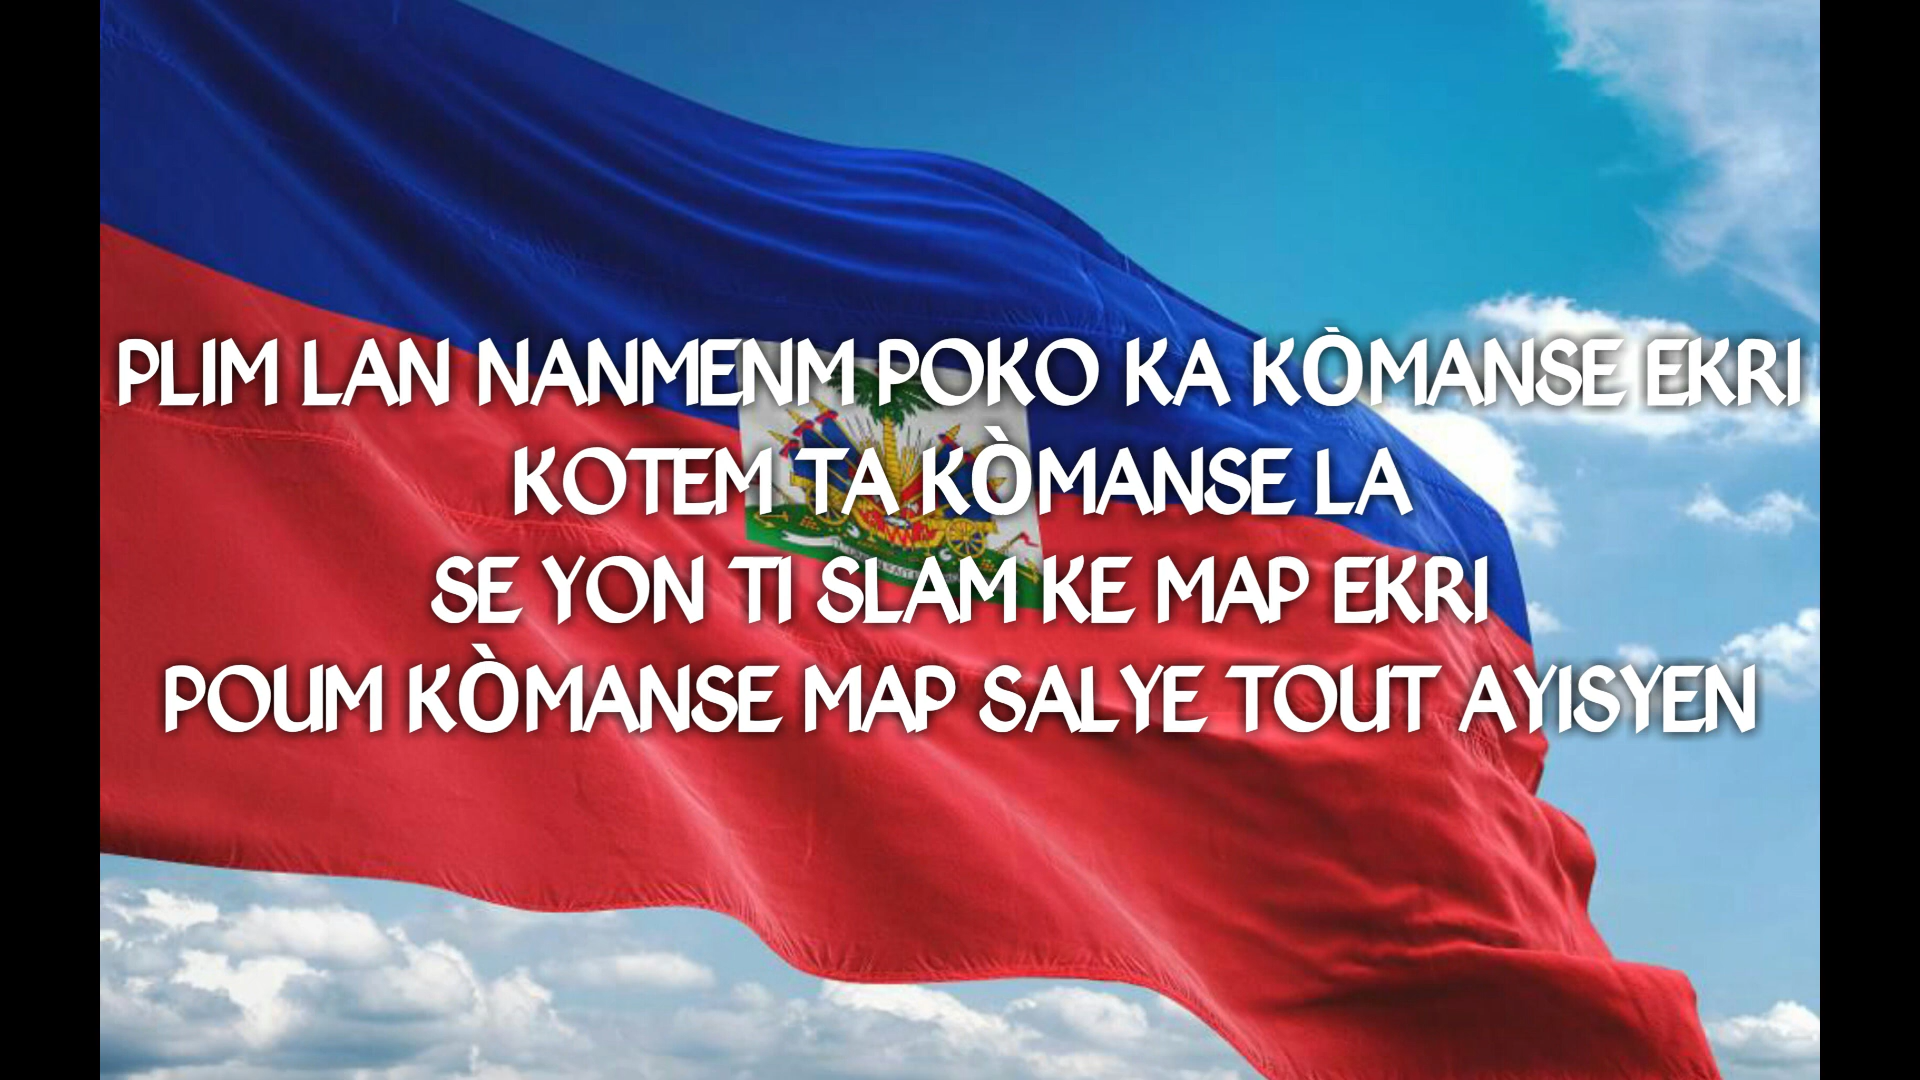 PLIM LAN NANMENM POKO KA KÒMANSE EKRI
KOTEM TA KÒMANSE LA
SE YON TI SLAM KE MAP EKRI
POUM KÒMANSE MAP SALYE TOUT AYISYEN